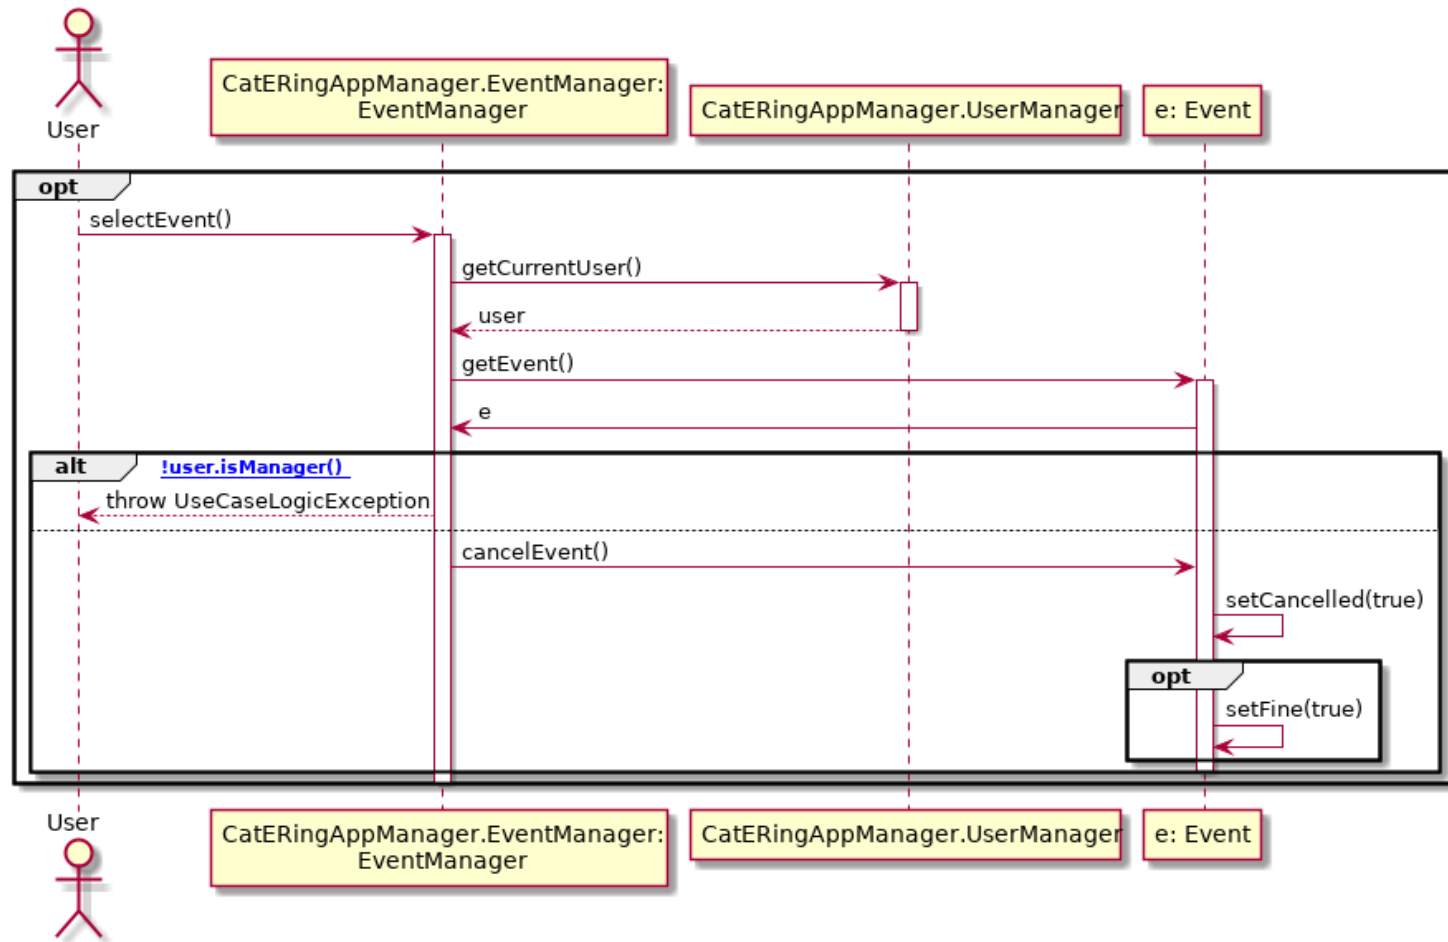 User
CatERingAppManager.EventManager:
EventManager
CatERingAppManager.UserManager
e: Event
opt
selectEvent()
getCurrentUser()
user
getEvent()
e
alt
!user.isManager()
throw UseCaseLogicException
cancelEvent()
setCancelled(true)
opt
setFine(true)
User
CatERingAppManager.EventManager:
EventManager
CatERingAppManager.UserManager
e: Event